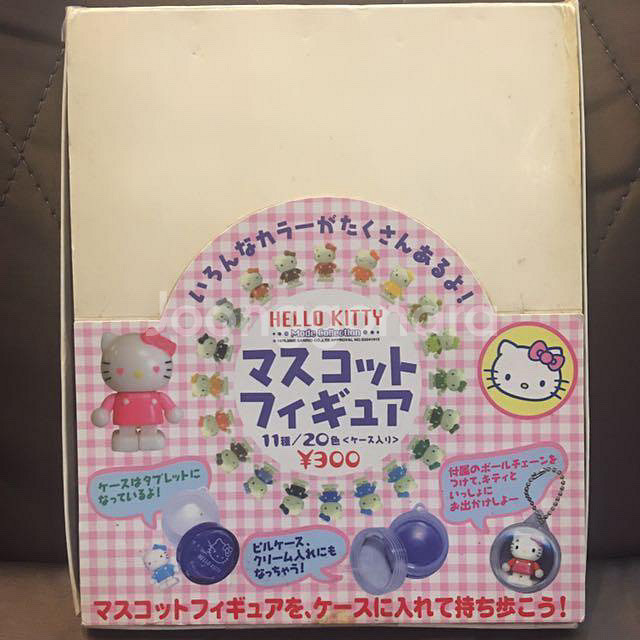 いろんなカラーがたくさんあるよ!
HELLO KITTY
Mode Collection
マスコット
フィギュア
11種/20色<ケース入り>
¥300
ケースはタブレットに
なっているよ!
ピルケース、
クリーム入れにも
なっちゃう!
付属のボールチェーンを
つけて、キティと
いっしょに
お出かけしよー
マスコットフィギュアを、ケースに入れて持ち歩こう!